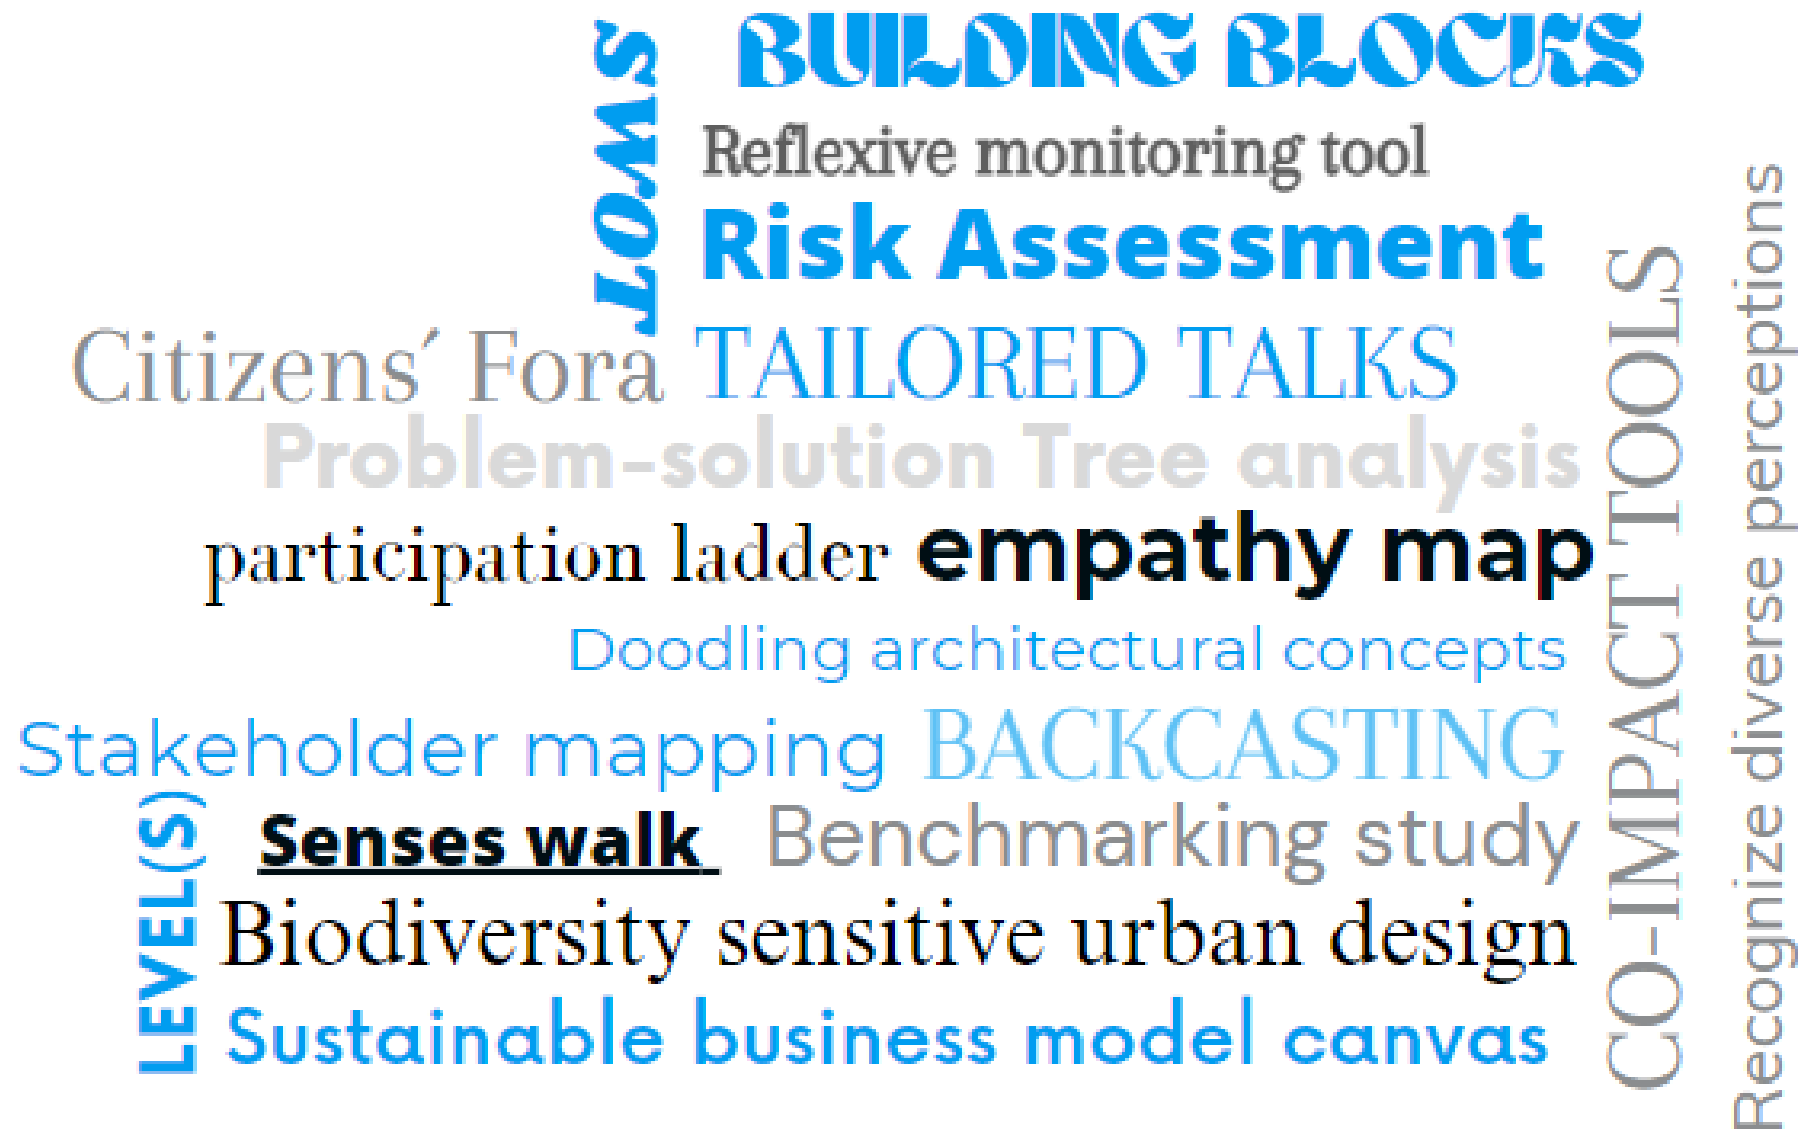 SWOT
BUILDING BLOCKS
Reflexive monitoring tool
Risk Assessment
Citizens´ Fora
TAILORED TALKS
Problem-solution Tree analysis
participation ladder
empathy map
Doodling architectural concepts
Stakeholder mapping
BACKCASTING
LEVEL(S)
Senses walk
Benchmarking study
Biodiversity sensitive urban design
Sustainable business model canvas
CO-IMPACT TOOLS
Recognize diverse perceptions